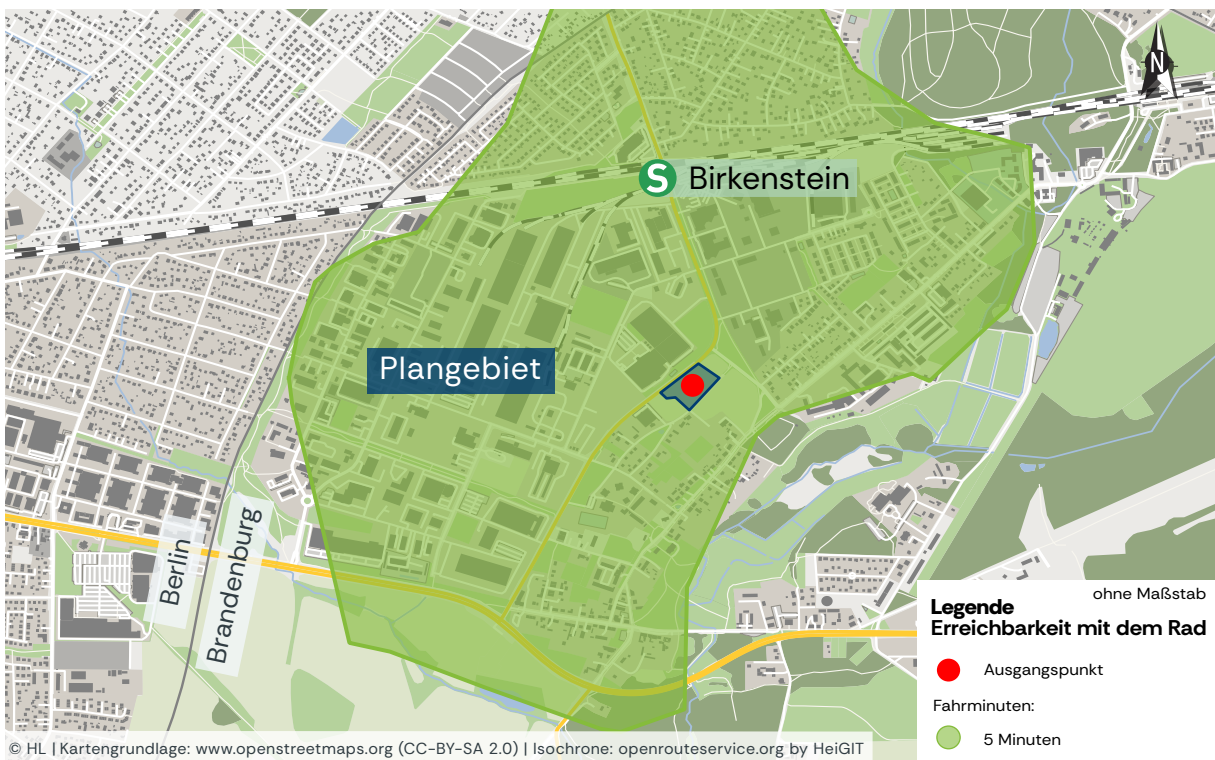 N
S Birkenstein
Plangebiet
Berlin
Brandenburg
ohne Maßstab
Legende
Erreichbarkeit mit dem Rad
Ausgangspunkt
Fahrminuten:
5 Minuten
© HL | Kartengrundlage: www.openstreetmaps.org (CC-BY-SA 2.0) | Isochrone: openrouteservice.org by HeiGIT